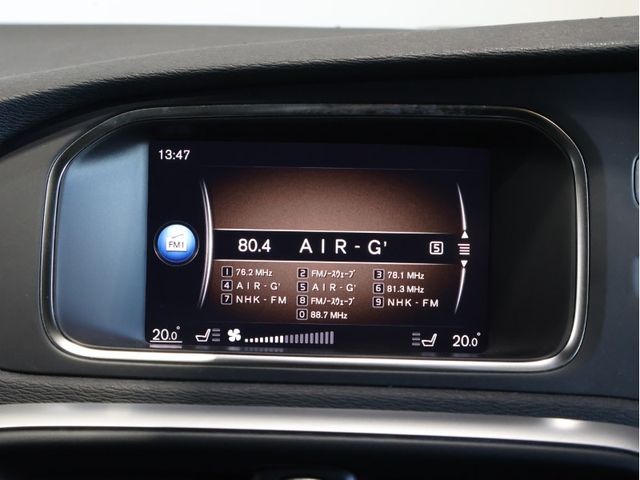 13:47
FM1
80.4 AIR-G' 5
1 76.2 MHz 2 FMﾉｰｽｳｪｰﾌﾞ 3 78.1 MHz
4 AIR-G' 5 AIR-G' 6 81.3 MHz
7 NHK-FM 8 FMﾉｰｽｳｪｰﾌﾞ 9 NHK-FM
0 88.7 MHz
20.0° 20.0°